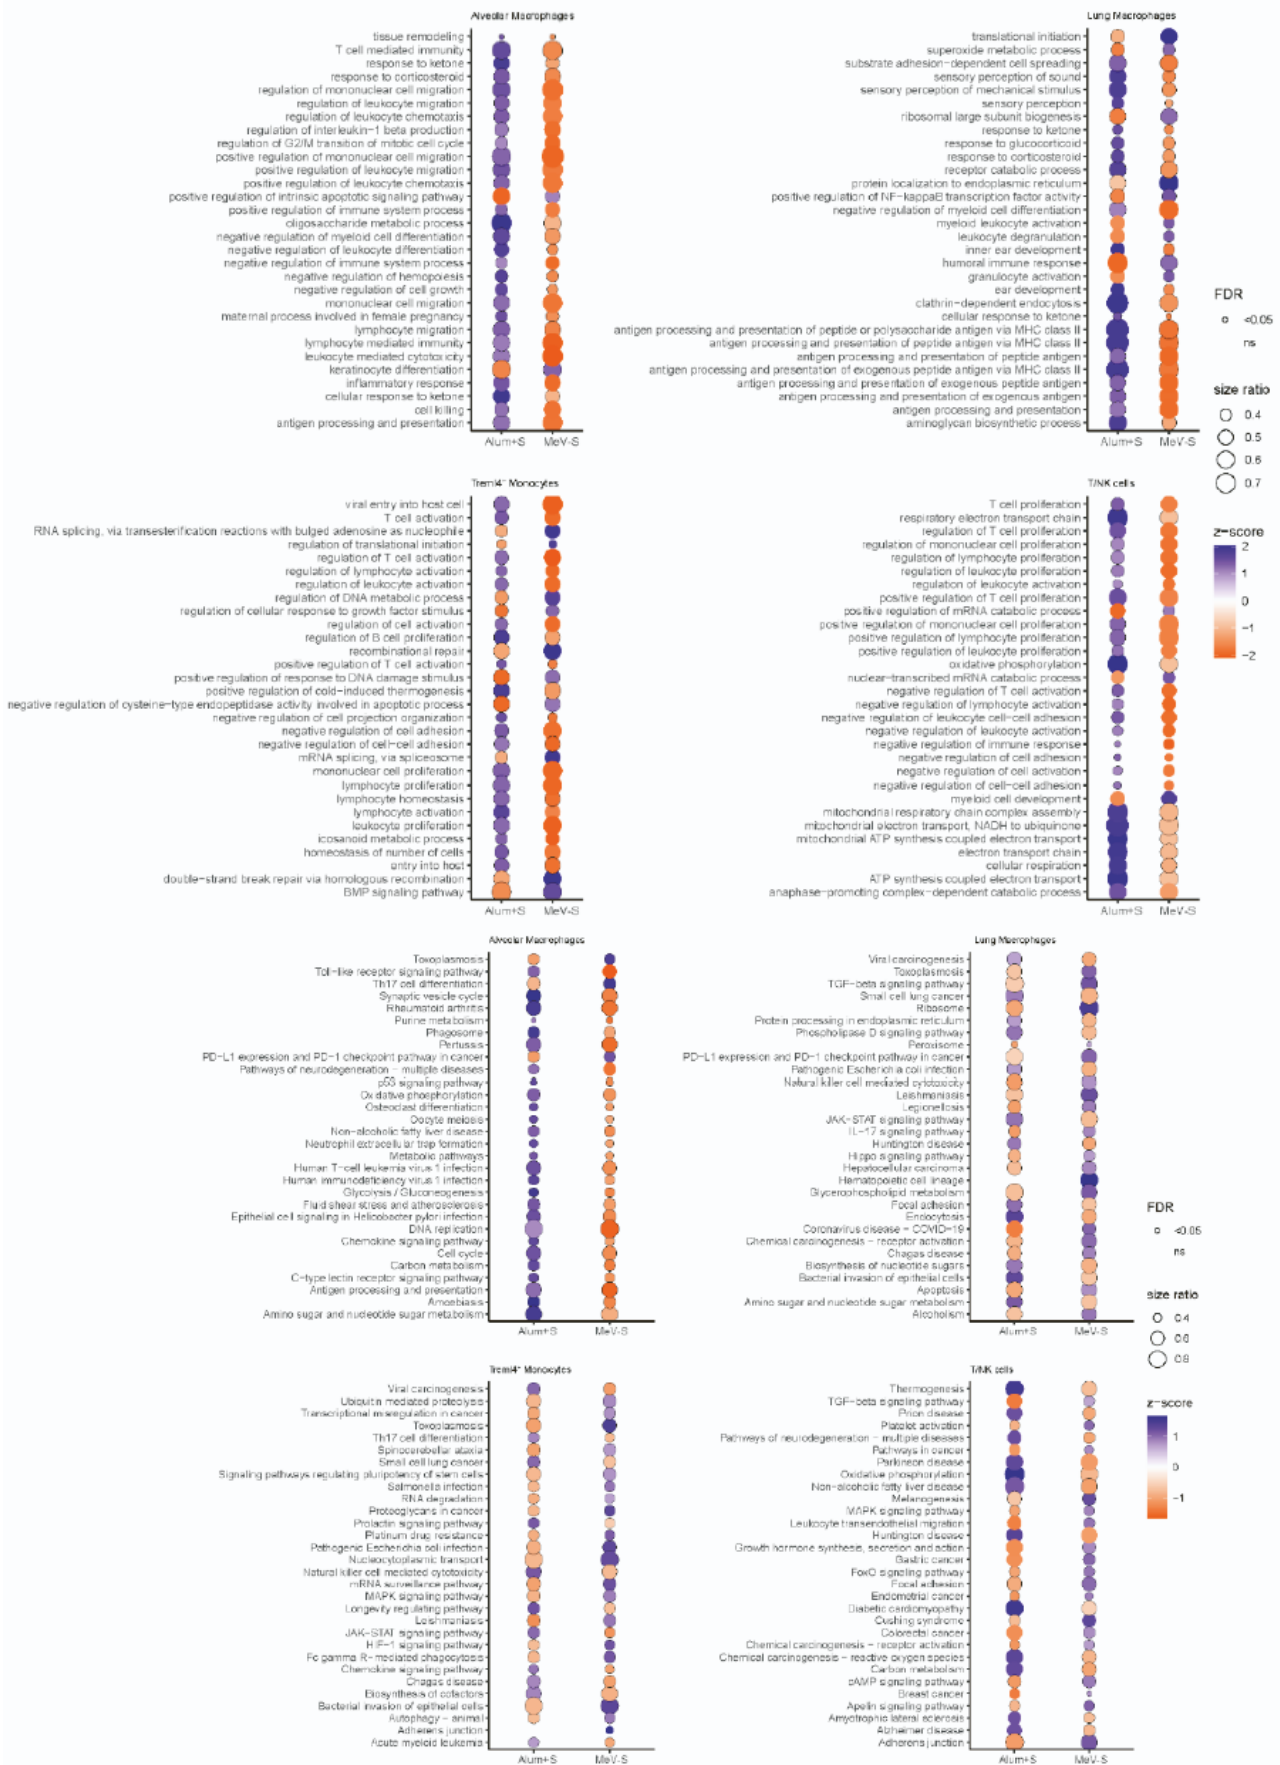 Alveolar Macrophages
tissue remodeling
T cell mediated immunity
response to ketone
response to corticosteroid
regulation of mononuclear cell migration
regulation of leukocyte migration
regulation of leukocyte chemotaxis
regulation of interleukin-1 beta production
regulation of G2/M transition of mitotic cell cycle
positive regulation of mononuclear cell migration
positive regulation of leukocyte migration
positive regulation of leukocyte chemotaxis
positive regulation of intrinsic apoptotic signaling pathway
positive regulation of immune system process
oligosaccharide metabolic process
negative regulation of myeloid cell differentiation
negative regulation of leukocyte differentiation
negative regulation of immune system process
negative regulation of hemopoiesis
negative regulation of cell growth
mononuclear cell migration
maternal process involved in female pregnancy
lymphocyte migration
lymphocyte mediated immunity
leukocyte mediated cytotoxicity
keratinocyte differentiation
inflammatory response
cellular response to ketone
cell killing
antigen processing and presentation
Alum+S MeV-S
Lung Macrophages
translational initiation
superoxide metabolic process
substrate adhesion-dependent cell spreading
sensory perception of sound
sensory perception of mechanical stimulus
sensory perception
ribosomal large subunit biogenesis
response to ketone
response to glucocorticoid
response to corticosteroid
receptor catabolic process
protein localization to endoplasmic reticulum
positive regulation of NF-kappaB transcription factor activity
negative regulation of myeloid cell differentiation
myeloid leukocyte activation
leukocyte degranulation
inner ear development
humoral immune response
granulocyte activation
ear development
clathrin-dependent endocytosis
cellular response to ketone
antigen processing and presentation of peptide or polysaccharide antigen via MHC class II
antigen processing and presentation of peptide antigen via MHC class II
antigen processing and presentation of peptide antigen
antigen processing and presentation of exogenous peptide antigen via MHC class II
antigen processing and presentation of exogenous peptide antigen
antigen processing and presentation of exogenous antigen
antigen processing and presentation
aminoglycan biosynthetic process
Alum+S MeV-S
FDR
<0.05
ns
size ratio
0.4
0.5
0.6
0.7
z-score
2
1
0
-1
-2
Treml4+ Monocytes
viral entry into host cell
T cell activation
RNA splicing, via transesterification reactions with bulged adenosine as nucleophile
regulation of translational initiation
regulation of T cell activation
regulation of lymphocyte activation
regulation of leukocyte activation
regulation of DNA metabolic process
regulation of cellular response to growth factor stimulus
regulation of cell activation
regulation of B cell proliferation
recombinational repair
positive regulation of T cell activation
positive regulation of response to DNA damage stimulus
positive regulation of cold-induced thermogenesis
negative regulation of cysteine-type endopeptidase activity involved in apoptotic process
negative regulation of cell projection organization
negative regulation of cell adhesion
negative regulation of cell-cell adhesion
mRNA splicing, via spliceosome
mononuclear cell proliferation
lymphocyte proliferation
lymphocyte homeostasis
lymphocyte activation
leukocyte proliferation
icosanoid metabolic process
homeostasis of number of cells
entry into host
double-strand break repair via homologous recombination
BMP signaling pathway
Alum+S MeV-S
T/NK cells
T cell proliferation
respiratory electron transport chain
regulation of T cell proliferation
regulation of mononuclear cell proliferation
regulation of lymphocyte proliferation
regulation of leukocyte proliferation
regulation of leukocyte activation
positive regulation of T cell proliferation
positive regulation of mRNA catabolic process
positive regulation of mononuclear cell proliferation
positive regulation of lymphocyte proliferation
positive regulation of leukocyte proliferation
oxidative phosphorylation
nuclear-transcribed mRNA catabolic process
negative regulation of T cell activation
negative regulation of lymphocyte activation
negative regulation of leukocyte cell-cell adhesion
negative regulation of leukocyte activation
negative regulation of immune response
negative regulation of cell adhesion
negative regulation of cell activation
negative regulation of cell-cell adhesion
myeloid cell development
mitochondrial respiratory chain complex assembly
mitochondrial electron transport, NADH to ubiquinone
mitochondrial ATP synthesis coupled electron transport
electron transport chain
cellular respiration
ATP synthesis coupled electron transport
anaphase-promoting complex-dependent catabolic process
Alum+S MeV-S
Alveolar Macrophages
Toxoplasmosis
Toll-like receptor signaling pathway
Th17 cell differentiation
Synaptic vesicle cycle
Rheumatoid arthritis
Purine metabolism
Phagosome
Pertussis
PD-L1 expression and PD-1 checkpoint pathway in cancer
Pathways of neurodegeneration - multiple diseases
p53 signaling pathway
Oxidative phosphorylation
Osteoclast differentiation
Oocyte meiosis
Non-alcoholic fatty liver disease
Neutrophil extracellular trap formation
Metabolic pathways
Human T-cell leukemia virus 1 infection
Human immunodeficiency virus 1 infection
Glycolysis / Gluconeogenesis
Fluid shear stress and atherosclerosis
Epithelial cell signaling in Helicobacter pylori infection
DNA replication
Chemokine signaling pathway
Cell cycle
Carbon metabolism
C-type lectin receptor signaling pathway
Antigen processing and presentation
Amoebiasis
Amino sugar and nucleotide sugar metabolism
Alum+S MeV-S
Lung Macrophages
Viral carcinogenesis
Toxoplasmosis
TGF-beta signaling pathway
Small cell lung cancer
Ribosome
Protein processing in endoplasmic reticulum
Phospholipase D signaling pathway
Peroxisome
PD-L1 expression and PD-1 checkpoint pathway in cancer
Pathogenic Escherichia coli infection
Natural killer cell mediated cytotoxicity
Leishmaniasis
Legionellosis
JAK-STAT signaling pathway
IL-17 signaling pathway
Huntington disease
Hippo signaling pathway
Hepatocellular carcinoma
Hematopoietic cell lineage
Glycerophospholipid metabolism
Focal adhesion
Endocytosis
Coronavirus disease - COVID-19
Chemical carcinogenesis - receptor activation
Chagas disease
Biosynthesis of nucleotide sugars
Bacterial invasion of epithelial cells
Apoptosis
Amino sugar and nucleotide sugar metabolism
Alcoholism
Alum+S MeV-S
FDR
<0.05
ns
size ratio
0.4
0.6
0.8
z-score
1
0
-1
Treml4+ Monocytes
Viral carcinogenesis
Ubiquitin mediated proteolysis
Transcriptional misregulation in cancer
Toxoplasmosis
Th17 cell differentiation
Spinocerebellar ataxia
Small cell lung cancer
Signaling pathways regulating pluripotency of stem cells
Salmonella infection
RNA degradation
Proteoglycans in cancer
Prolactin signaling pathway
Platinum drug resistance
Pathogenic Escherichia coli infection
Nucleocytoplasmic transport
Natural killer cell mediated cytotoxicity
mRNA surveillance pathway
MAPK signaling pathway
Longevity regulating pathway
Leishmaniasis
JAK-STAT signaling pathway
HIF-1 signaling pathway
Fc gamma R-mediated phagocytosis
Chemokine signaling pathway
Chagas disease
Biosynthesis of cofactors
Bacterial invasion of epithelial cells
Autophagy - animal
Adherens junction
Acute myeloid leukemia
Alum+S MeV-S
T/NK cells
Thermogenesis
TGF-beta signaling pathway
Prion disease
Platelet activation
Pathways of neurodegeneration - multiple diseases
Pathways in cancer
Parkinson disease
Oxidative phosphorylation
Non-alcoholic fatty liver disease
Melanogenesis
MAPK signaling pathway
Leukocyte transendothelial migration
Huntington disease
Growth hormone synthesis, secretion and action
Gastric cancer
FoxO signaling pathway
Focal adhesion
Endometrial cancer
Diabetic cardiomyopathy
Cushing syndrome
Colorectal cancer
Chemical carcinogenesis - receptor activation
Chemical carcinogenesis - reactive oxygen species
Carbon metabolism
cAMP signaling pathway
Breast cancer
Apelin signaling pathway
Amyotrophic lateral sclerosis
Alzheimer disease
Adherens junction
Alum+S MeV-S